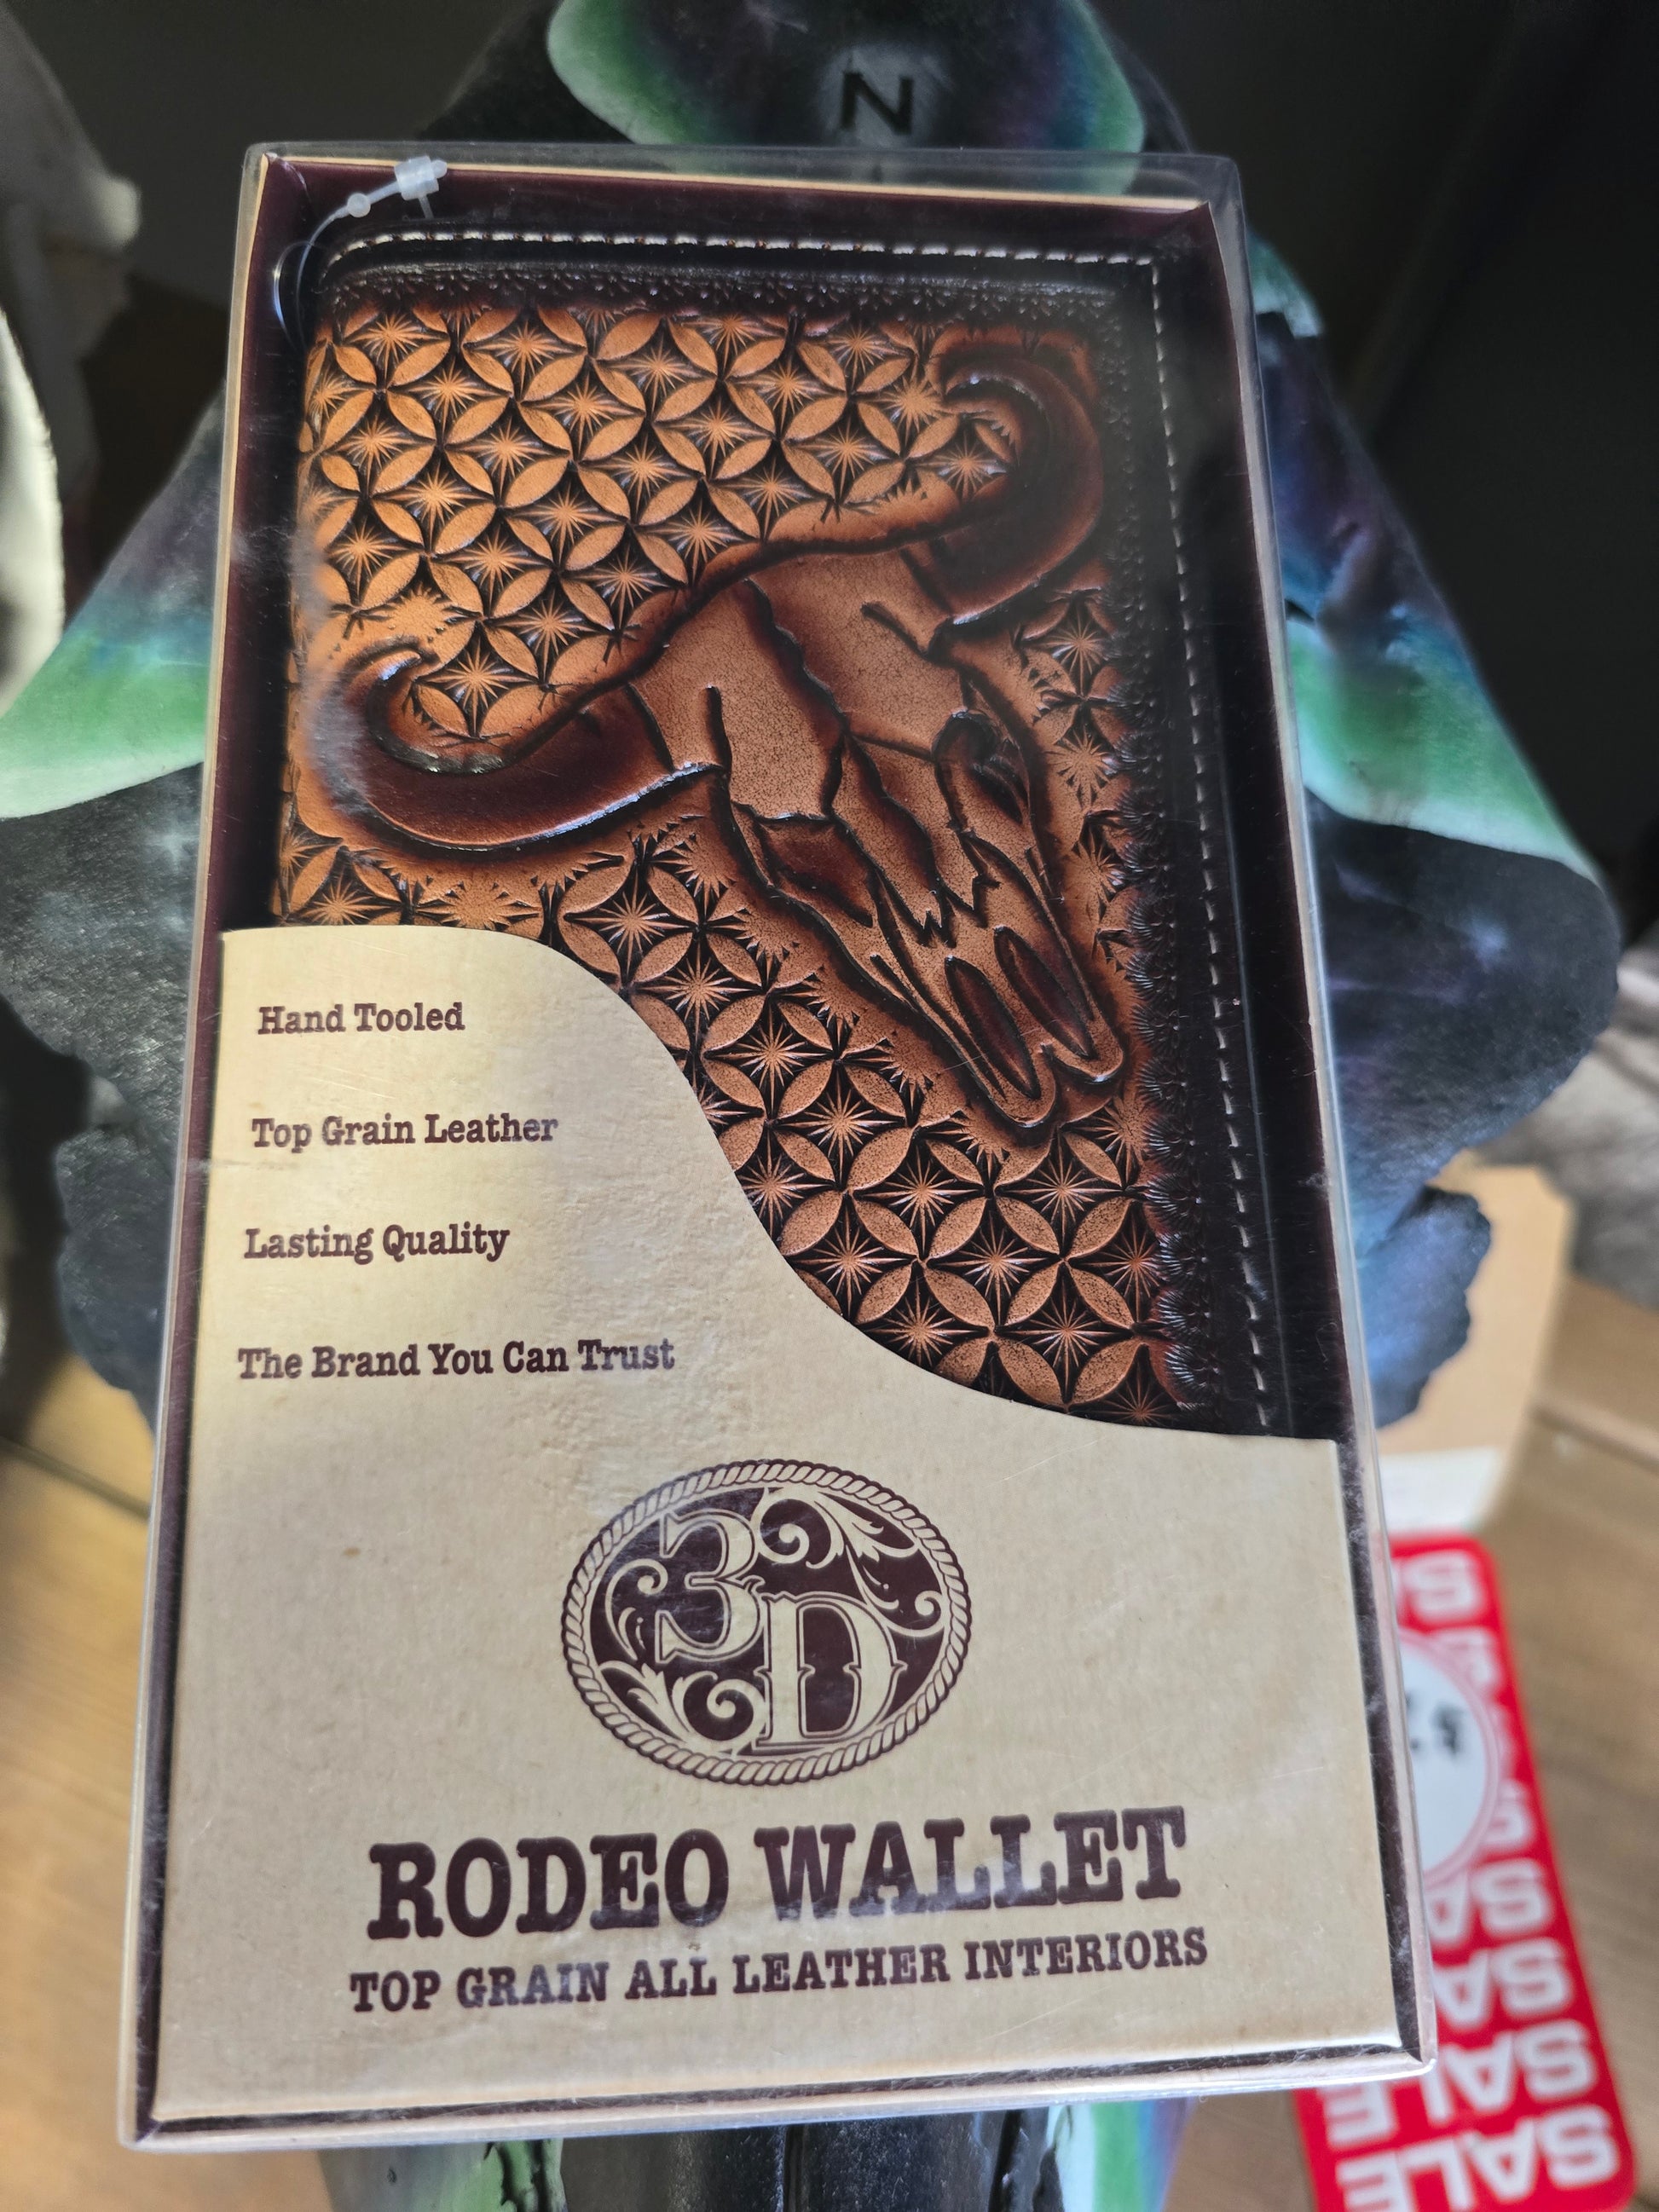 N
Hand Tooled
Top Grain Leather
Lasting Quality
The Brand You Can Trust
3D
RODEO WALLET
TOP GRAIN ALL LEATHER INTERIORS
SALE
SALE